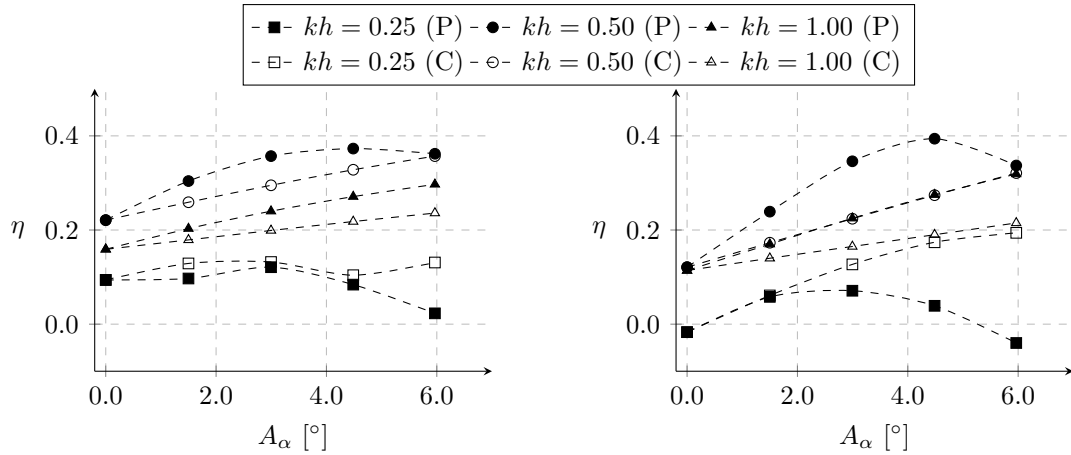 kh = 0.25 (P) kh = 0.50 (P) kh = 1.00 (P)
kh = 0.25 (C) kh = 0.50 (C) kh = 1.00 (C)
0.4
0.2
0.0
η
0.0 2.0 4.0 6.0
A_α [°]
0.4
0.2
0.0
η
0.0 2.0 4.0 6.0
A_α [°]